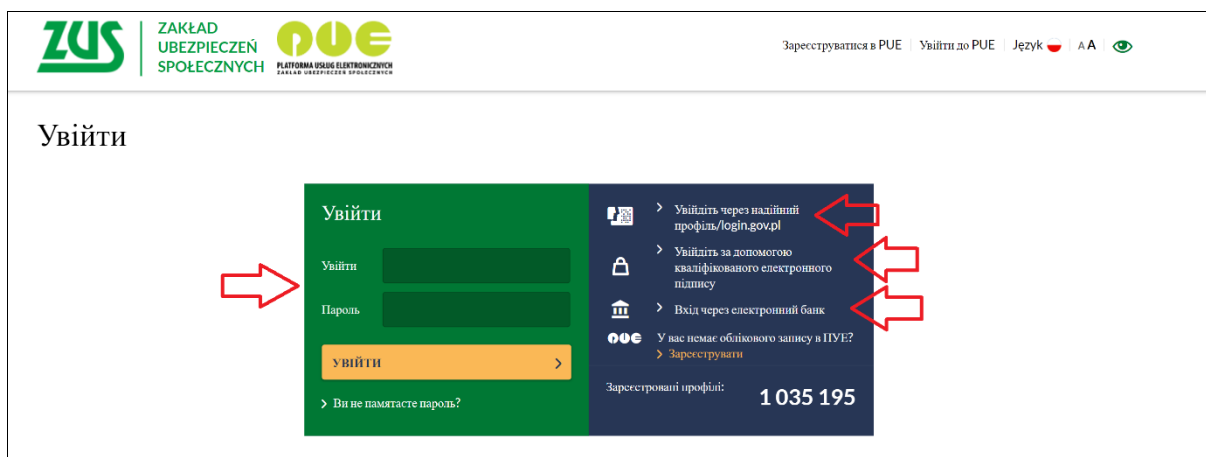 ZUS
ZAKŁAD
UBEZPIECZEŃ
SPOŁECZNYCH
PUE
PLATFORMA USŁUG ELEKTRONICZNYCH
ZAKŁAD UBEZPIECZEŃ SPOŁECZNYCH
Зареєструватися в PUE
Увійти до PUE
Język
A A
Увійти
Увійти
Увійти
Пароль
УВІЙТИ
Ви не памятаєте пароль?
Увійдіть через надійний
профіль/login.gov.pl
Увійдіть за допомогою
кваліфікованого електронного
підпису
Вхід через електронний банк
PUE
У вас немає облікового запису в ПУЕ?
Зареєструвати
Зареєстровані профілі:
1 035 195